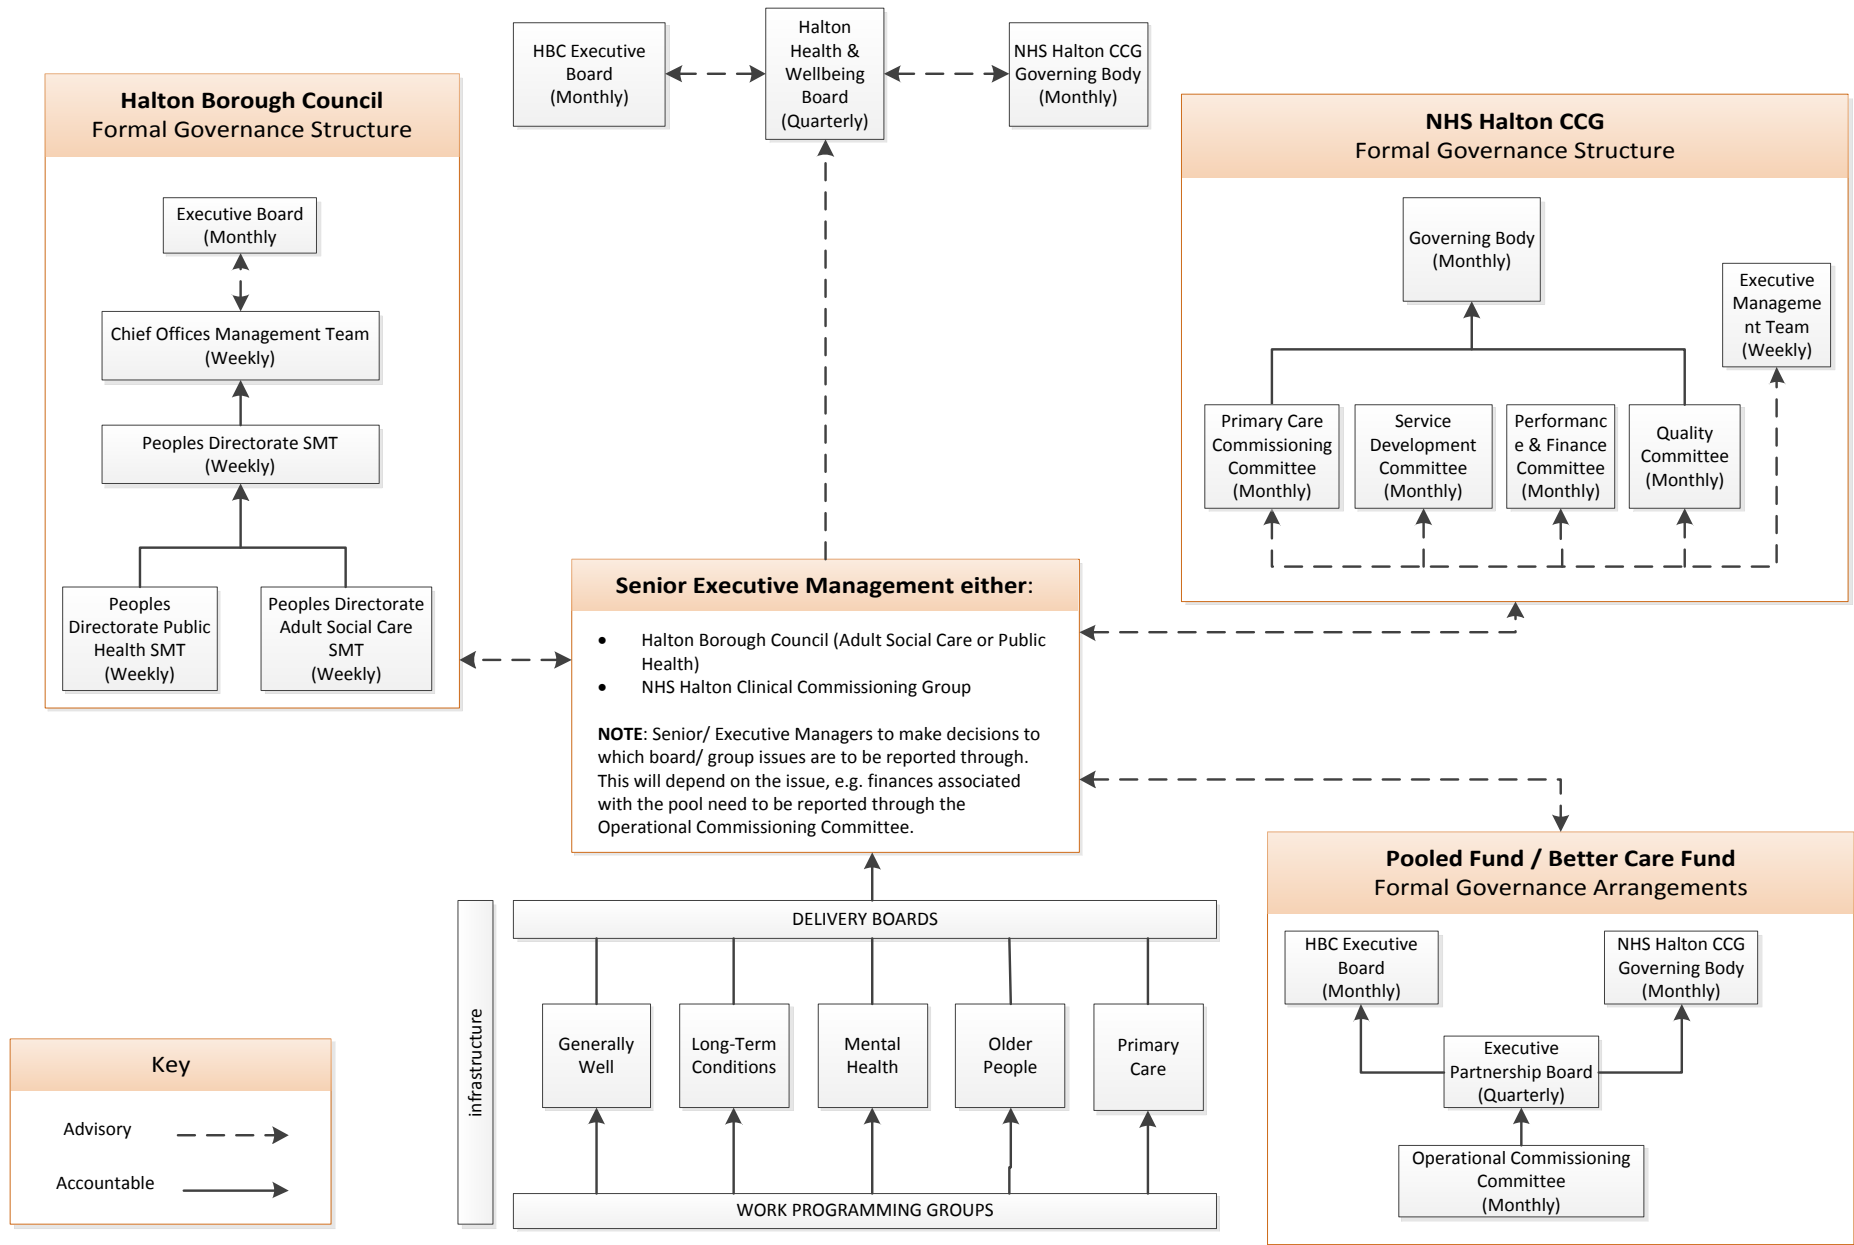 HBC Executive
Board
(Monthly)
Halton
Health &
Wellbeing
Board
(Quarterly)
NHS Halton CCG
Governing Body
(Monthly)
Halton Borough Council
Formal Governance Structure
Executive Board
(Monthly
Chief Offices Management Team
(Weekly)
Peoples Directorate SMT
(Weekly)
Peoples
Directorate Public
Health SMT
(Weekly)
Peoples Directorate
Adult Social Care
SMT
(Weekly)
NHS Halton CCG
Formal Governance Structure
Governing Body
(Monthly)
Executive
Manageme
nt Team
(Weekly)
Primary Care
Commissioning
Committee
(Monthly)
Service
Development
Committee
(Monthly)
Performanc
e & Finance
Committee
(Monthly)
Quality
Committee
(Monthly)
Senior Executive Management either:
• Halton Borough Council (Adult Social Care or Public
Health)
• NHS Halton Clinical Commissioning Group
NOTE: Senior/ Executive Managers to make decisions to
which board/ group issues are to be reported through.
This will depend on the issue, e.g. finances associated
with the pool need to be reported through the
Operational Commissioning Committee.
infrastructure
DELIVERY BOARDS
Generally
Well
Long-Term
Conditions
Mental
Health
Older
People
Primary
Care
WORK PROGRAMMING GROUPS
Pooled Fund / Better Care Fund
Formal Governance Arrangements
HBC Executive
Board
(Monthly)
NHS Halton CCG
Governing Body
(Monthly)
Executive
Partnership Board
(Quarterly)
Operational Commissioning
Committee
(Monthly)
Key
Advisory
Accountable